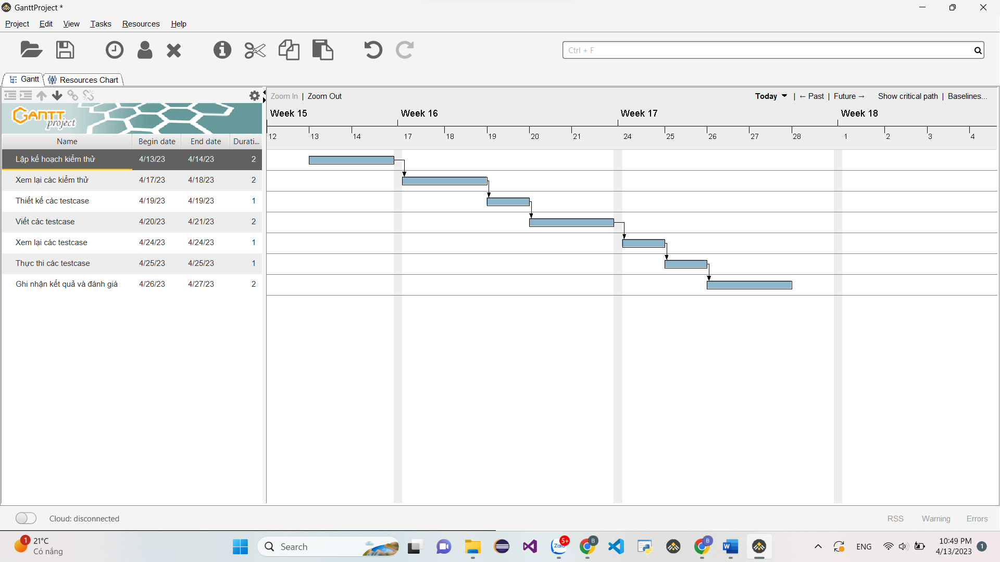 GanttProject *
Project Edit View Tasks Resources Help
Ctrl + F
Gantt Resources Chart
Zoom In | Zoom Out Today | ← Past | Future → Show critical path | Baselines...
GANTT project
Week 15 Week 16 Week 17 Week 18
12 13 14 17 18 19 20 21 24 25 26 27 28 1 2 3 4
Name Begin date End date Durati...
Lập kế hoạch kiểm thử 4/13/23 4/14/23 2
Xem lại các kiểm thử 4/17/23 4/18/23 2
Thiết kế các testcase 4/19/23 4/19/23 1
Viết các testcase 4/20/23 4/21/23 2
Xem lại các testcase 4/24/23 4/24/23 1
Thực thi các testcase 4/25/23 4/25/23 1
Ghi nhận kết quả và đánh giá 4/26/23 4/27/23 2
Cloud: disconnected RSS Warning Errors
1 21°C
Có nắng
Search
Zalo 5+
B
B
W
ENG
10:49 PM
4/13/2023
1